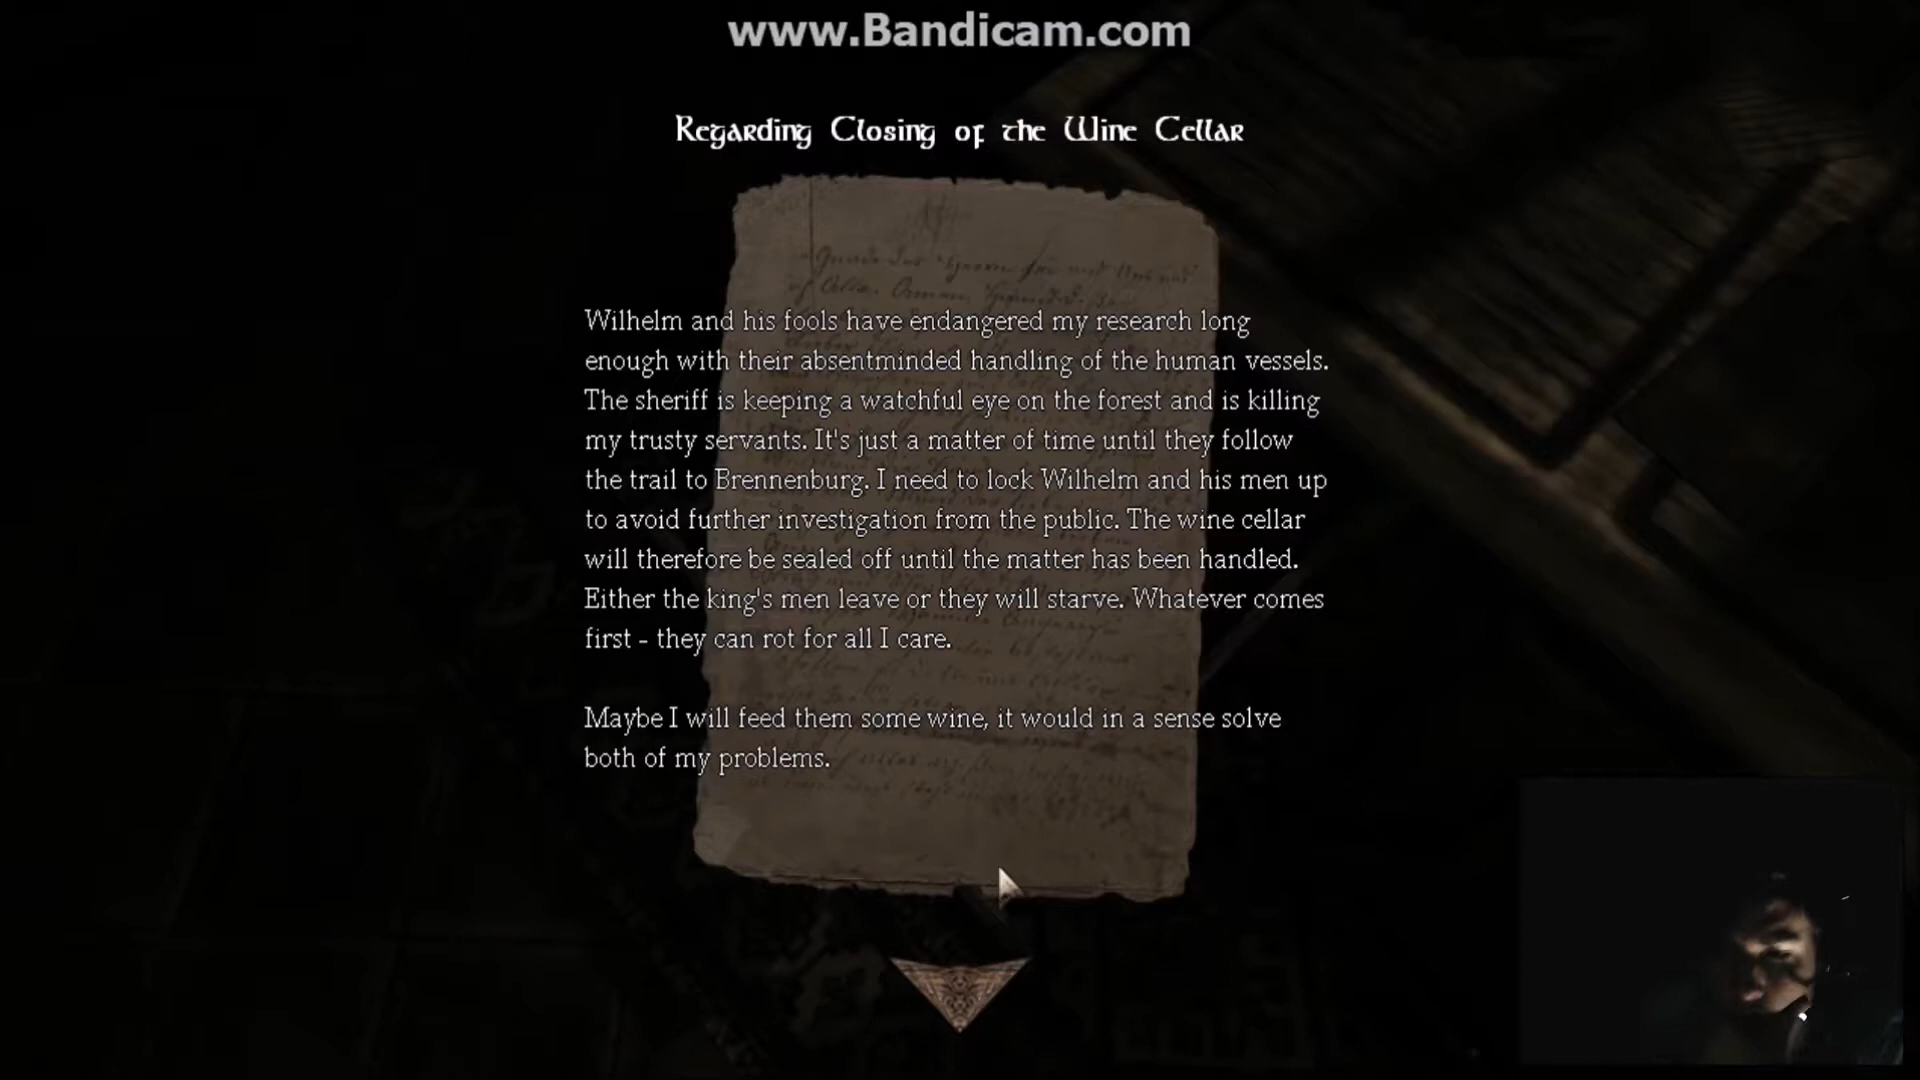 www.Bandicam.com
Regarding Closing of the Wine Cellar
Wilhelm and his fools have endangered my research long
enough with their absentminded handling of the human vessels.
The sheriff is keeping a watchful eye on the forest and is killing
my trusty servants. It's just a matter of time until they follow
the trail to Brennenburg. I need to lock Wilhelm and his men up
to avoid further investigation from the public. The wine cellar
will therefore be sealed off until the matter has been handled.
Either the king's men leave or they will starve. Whatever comes
first - they can rot for all I care.
Maybe I will feed them some wine, it would in a sense solve
both of my problems.